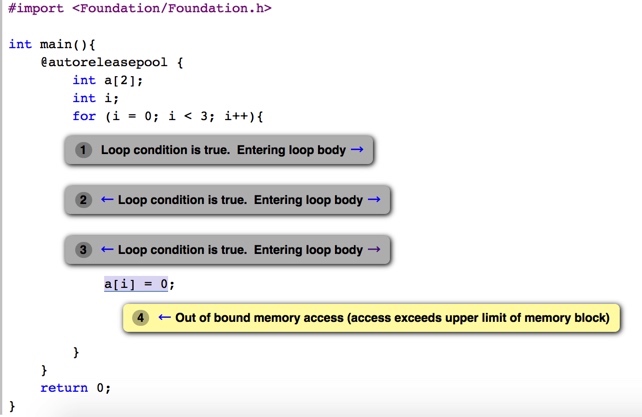 #import <Foundation/Foundation.h>
int main(){
@autoreleasepool {
int a[2];
int i;
for (i = 0; i < 3; i++){
1 Loop condition is true. Entering loop body →
2 ← Loop condition is true. Entering loop body →
3 ← Loop condition is true. Entering loop body →
a[i] = 0;
4 ← Out of bound memory access (access exceeds upper limit of memory block)
}
}
return 0;
}